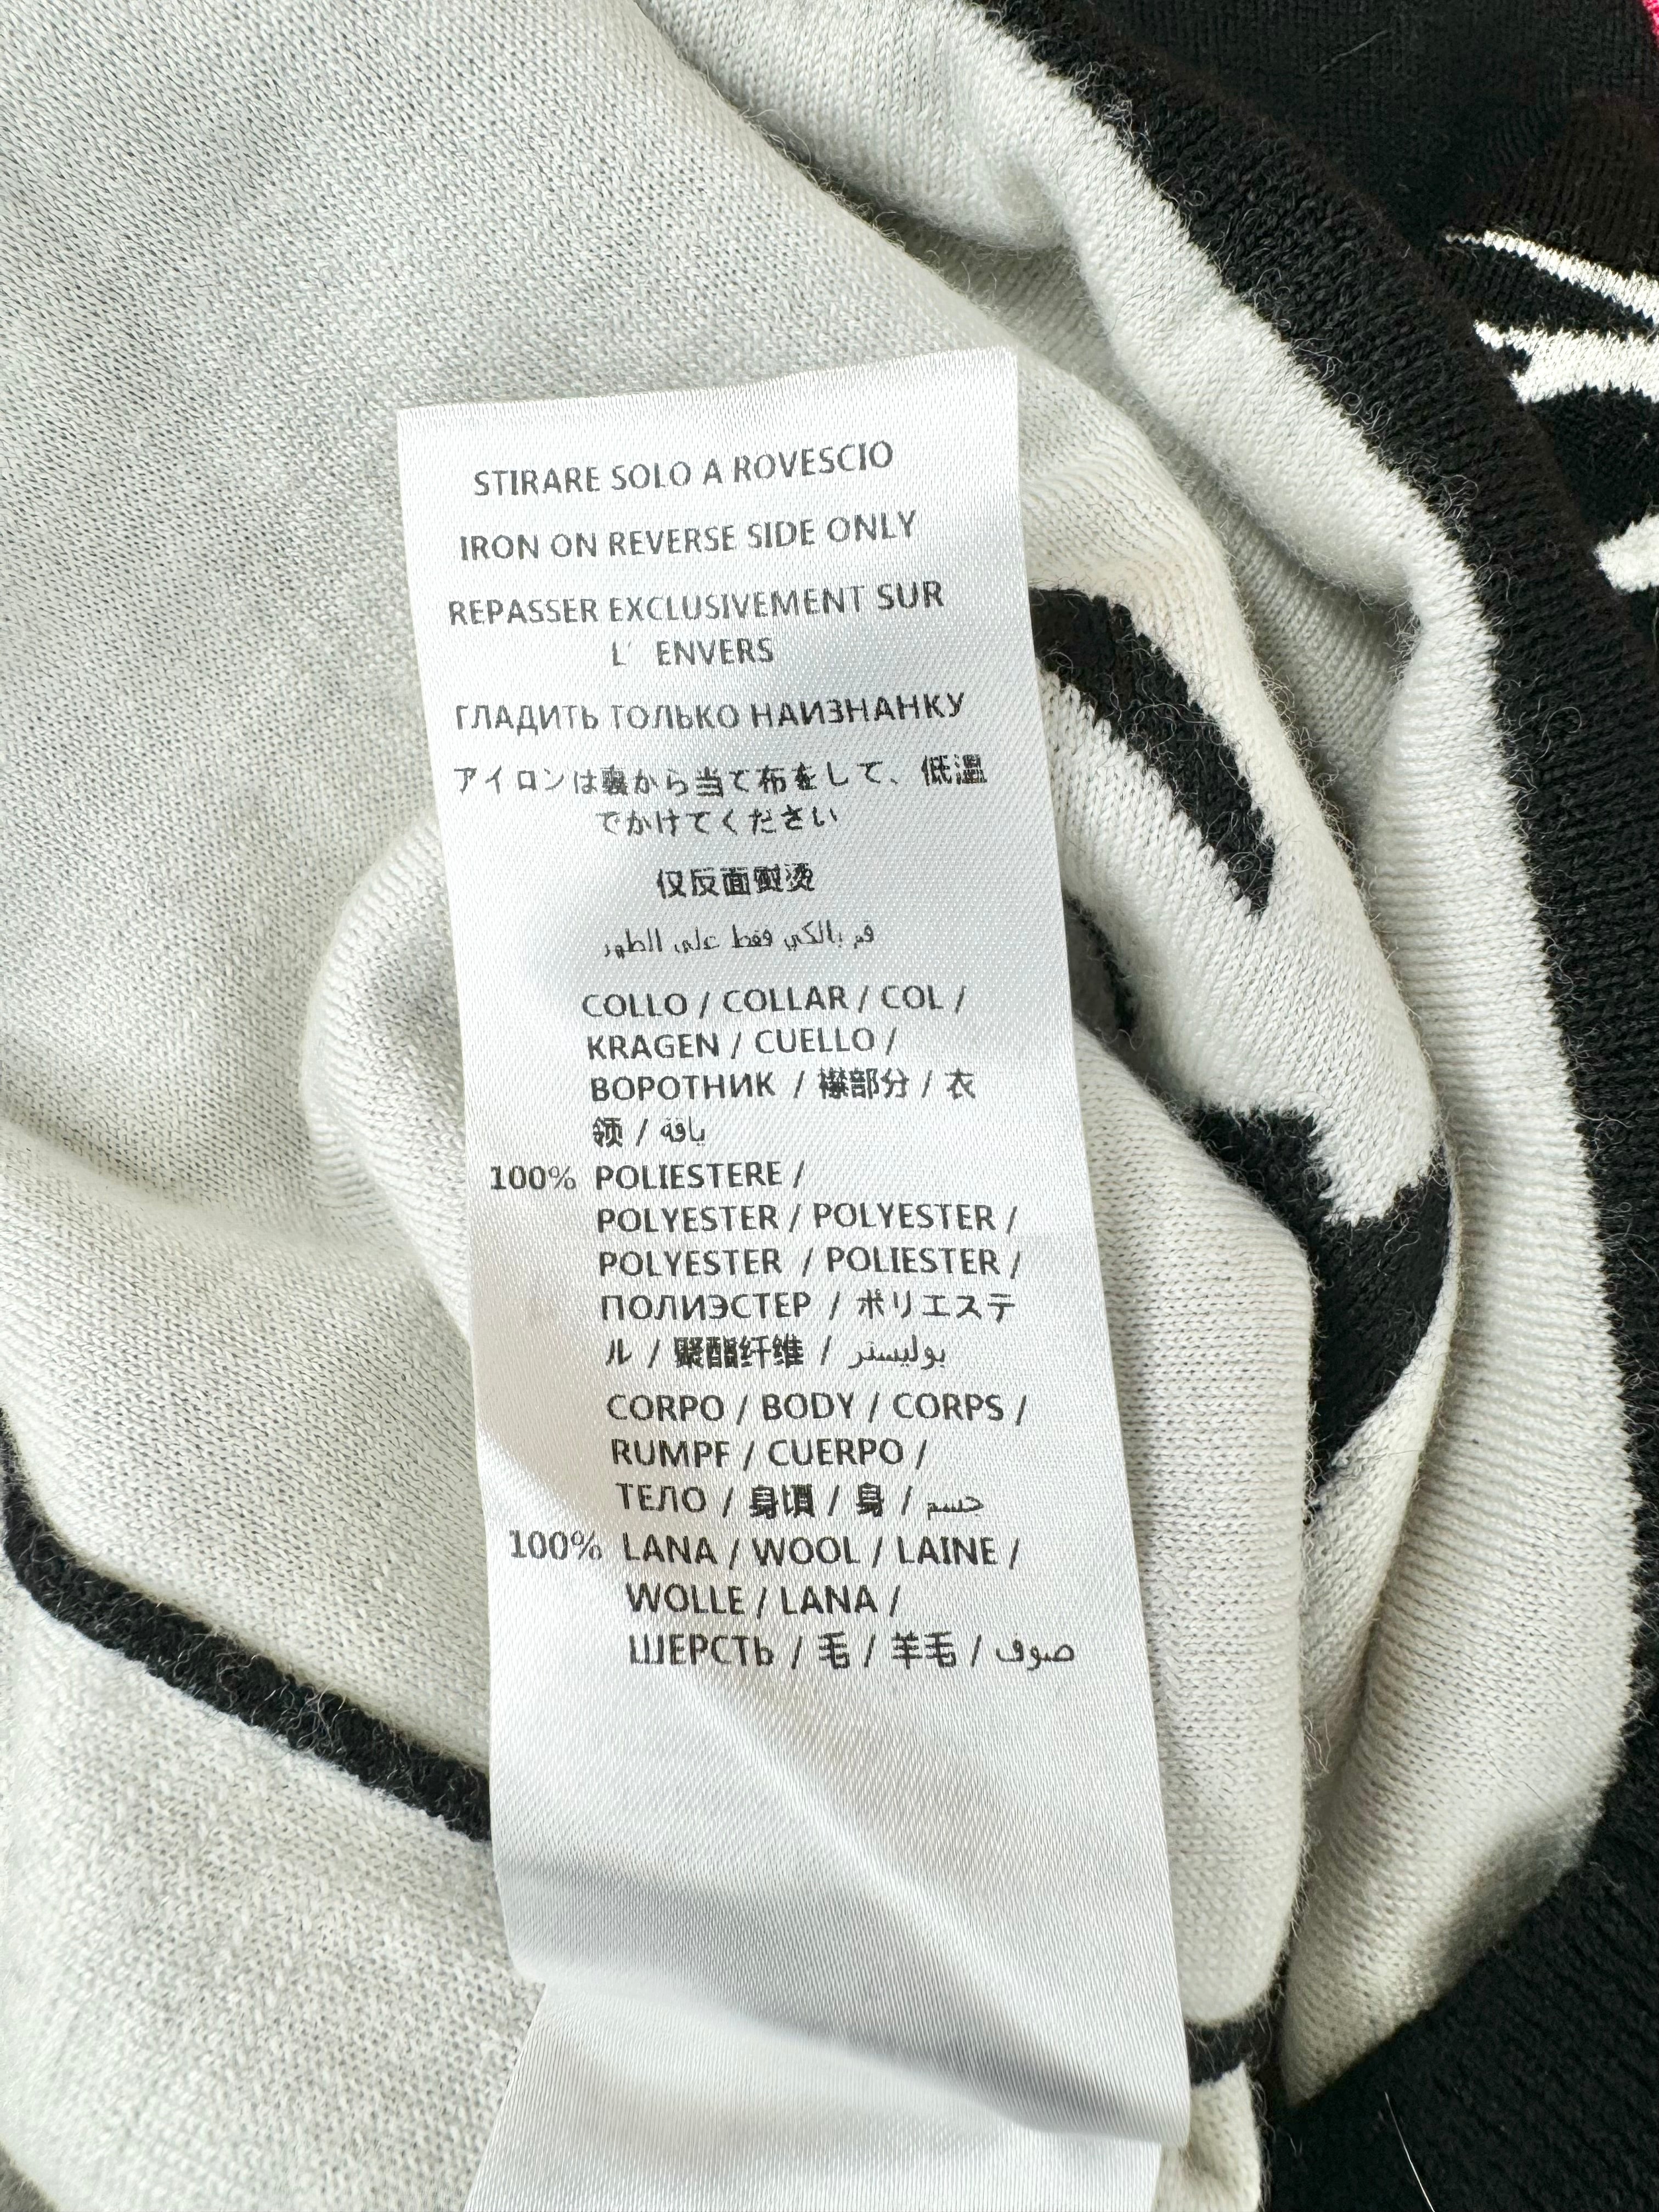 STIRARE SOLO A ROVESCIO
IRON ON REVERSE SIDE ONLY
REPASSER EXCLUSIVEMENT SUR
L' ENVERS
ГЛАДИТЬ ТОЛЬКО НАИЗНАНКУ
アイロンは裏から当て布をして、低温
でかけてください
仅反面熨烫
قم بالكي فقط على الظهر
COLLO / COLLAR / COL /
KRAGEN / CUELLO /
ВОРОТНИК / 襟部分 / 衣
领 / ياقة
100% POLIESTERE /
POLYESTER / POLYESTER /
POLYESTER / POLIESTER /
ПОЛИЭСТЕР / ポリエステ
ル / 聚酯纤维 / بوليستر
CORPO / BODY / CORPS /
RUMPF / CUERPO /
ТЕЛО / 身頃 / 身 / جسم
100% LANA / WOOL / LAINE /
WOLLE / LANA /
ШЕРСТЬ / 毛 / 羊毛 / صوف